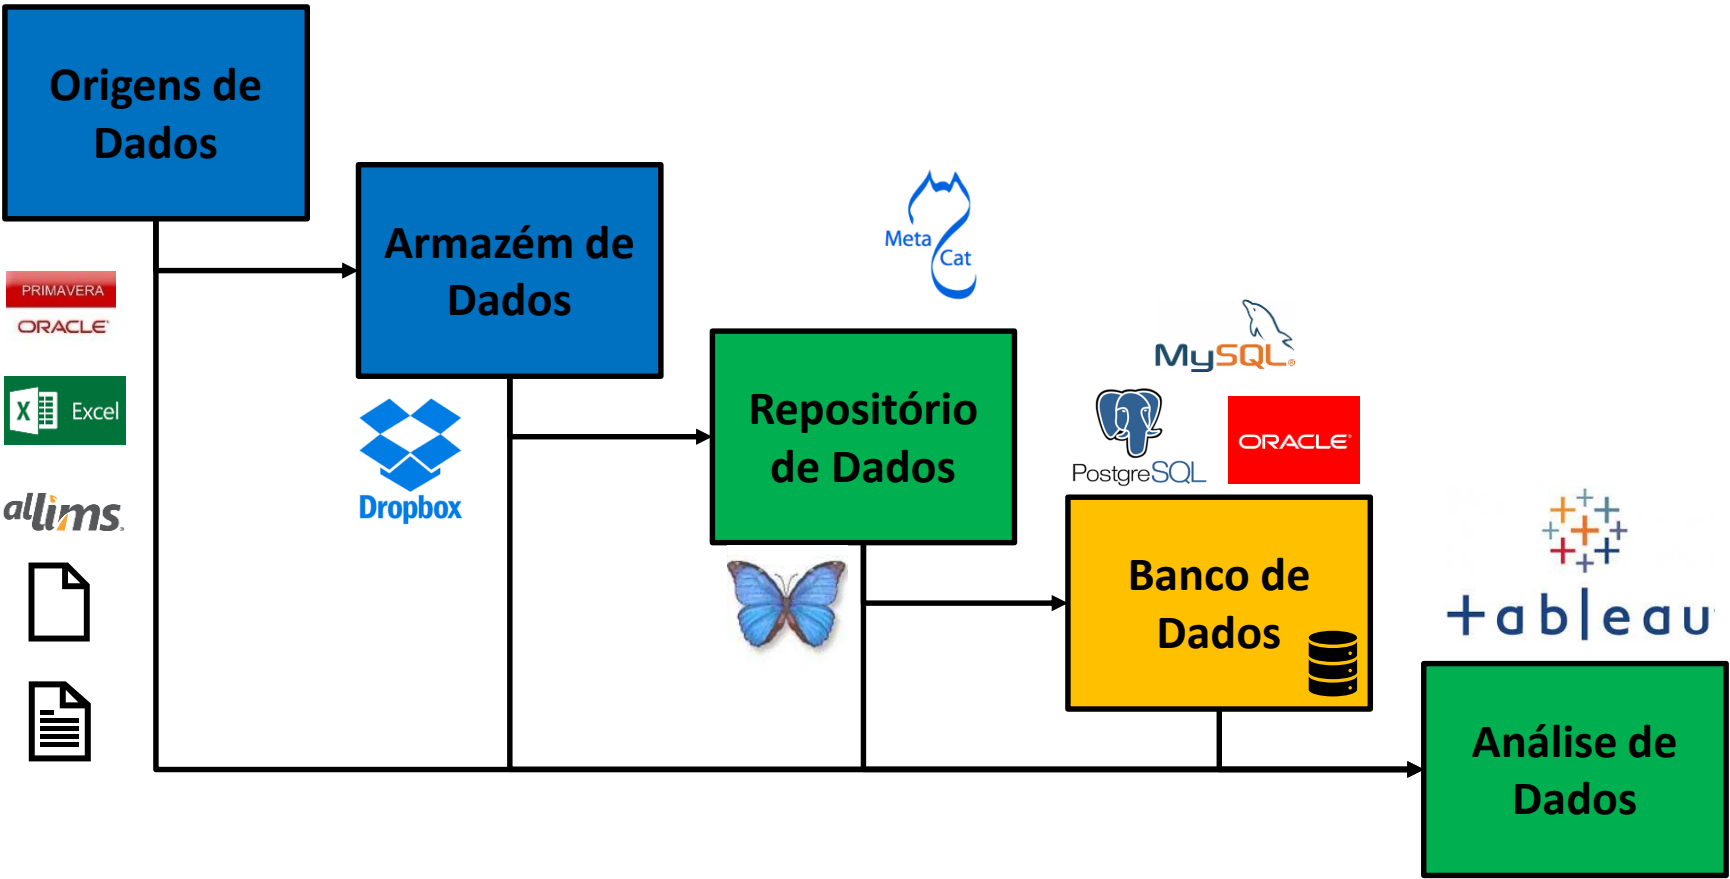 Origens de
Dados
PRIMAVERA
ORACLE
Excel
allims
Armazém de
Dados
Dropbox
Meta
Cat
Repositório
de Dados
MySQL
PostgreSQL
ORACLE
Banco de
Dados
+ableau
Análise de
Dados